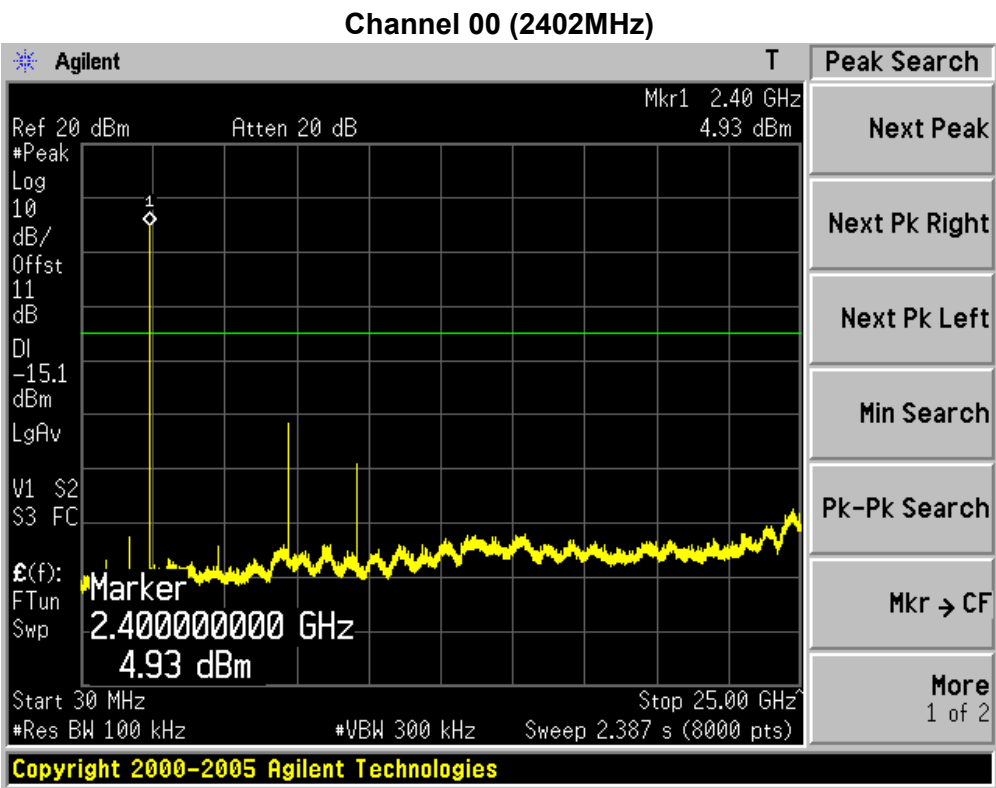 Channel 00 (2402MHz)
Agilent T Peak Search
Mkr1 2.40 GHz
Ref 20 dBm Atten 20 dB 4.93 dBm
#Peak
Log
10
dB/
Offst
11
dB
DI
-15.1
dBm
LgAv
V1 S2
S3 FC
£(f):
FTun
Swp
1
Marker
2.400000000 GHz
4.93 dBm
Start 30 MHz Stop 25.00 GHz^
#Res BW 100 kHz #VBW 300 kHz Sweep 2.387 s (8000 pts)
Next Peak
Next Pk Right
Next Pk Left
Min Search
Pk-Pk Search
Mkr → CF
More
1 of 2
Copyright 2000-2005 Agilent Technologies